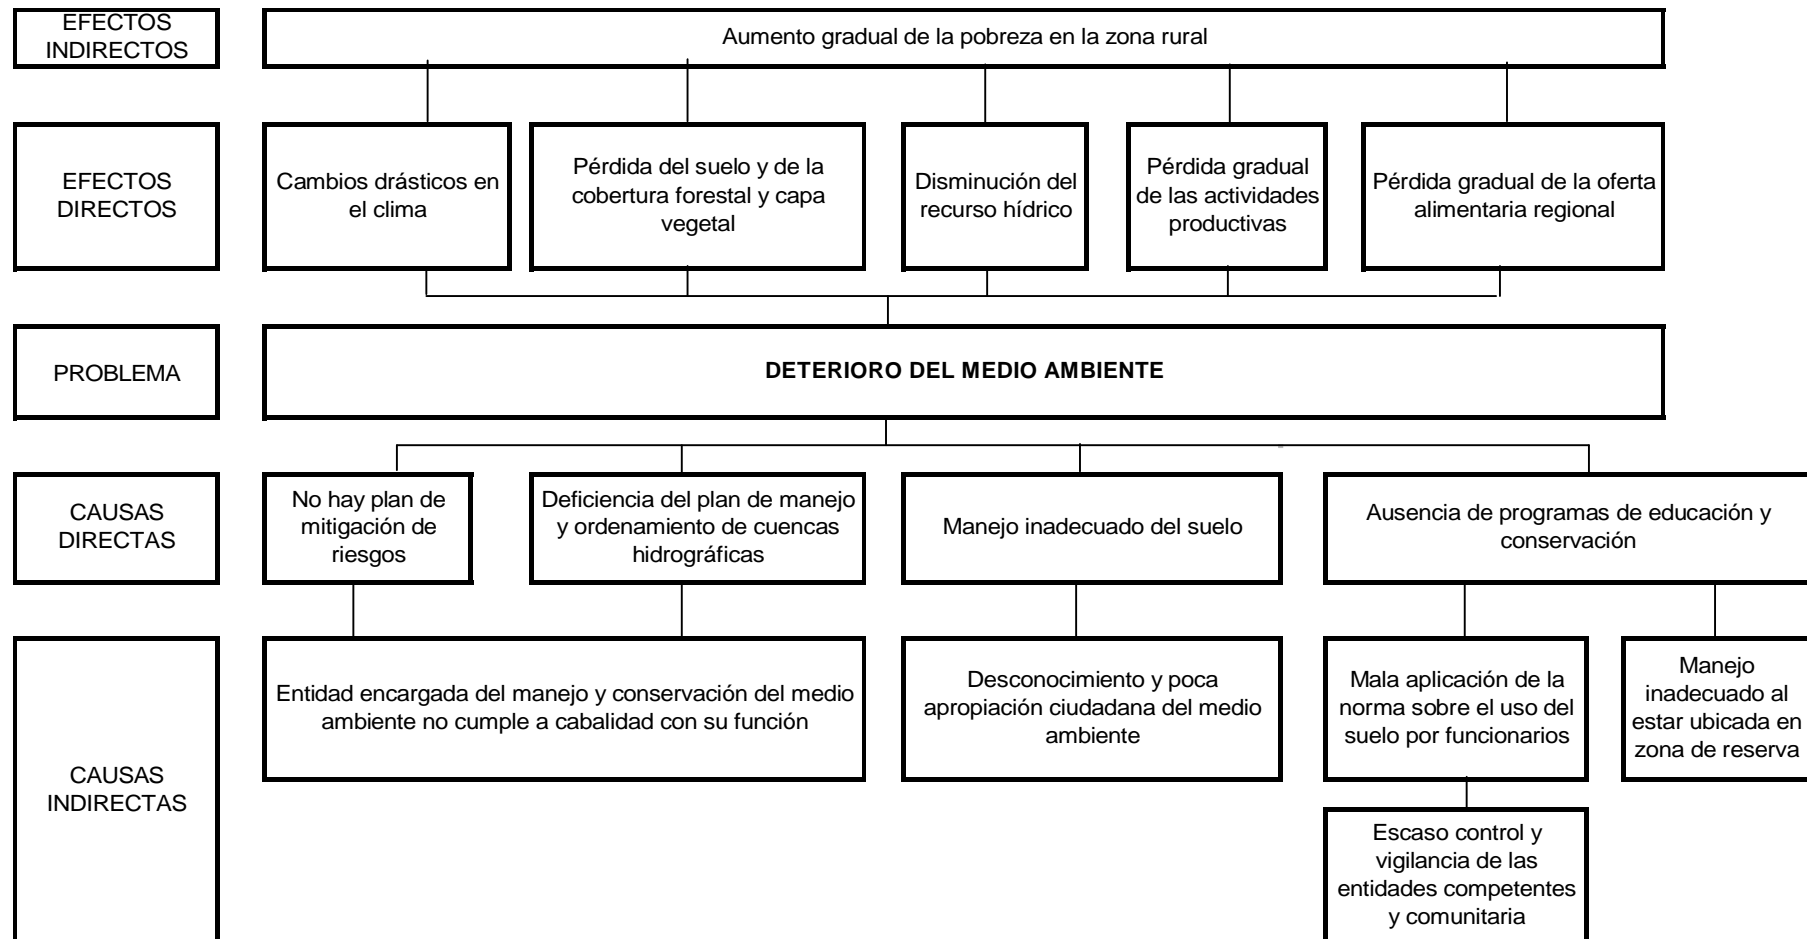 EFECTOS
INDIRECTOS
Aumento gradual de la pobreza en la zona rural
EFECTOS
DIRECTOS
Cambios drásticos en
el clima
Pérdida del suelo y de la
cobertura forestal y capa
vegetal
Disminución del
recurso hídrico
Pérdida gradual
de las actividades
productivas
Pérdida gradual de la oferta
alimentaria regional
PROBLEMA
DETERIORO DEL MEDIO AMBIENTE
CAUSAS
DIRECTAS
No hay plan de
mitigación de
riesgos
Deficiencia del plan de manejo
y ordenamiento de cuencas
hidrográficas
Manejo inadecuado del suelo
Ausencia de programas de educación y
conservación
CAUSAS
INDIRECTAS
Entidad encargada del manejo y conservación del medio
ambiente no cumple a cabalidad con su función
Desconocimiento y poca
apropiación ciudadana del medio
ambiente
Mala aplicación de la
norma sobre el uso del
suelo por funcionarios
Manejo
inadecuado al
estar ubicada en
zona de reserva
Escaso control y
vigilancia de las
entidades competentes
y comunitaria